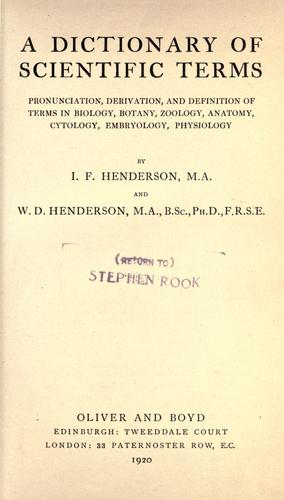 A DICTIONARY OF
SCIENTIFIC TERMS
PRONUNCIATION, DERIVATION, AND DEFINITION OF
TERMS IN BIOLOGY, BOTANY, ZOOLOGY, ANATOMY,
CYTOLOGY, EMBRYOLOGY, PHYSIOLOGY
BY
I. F. HENDERSON, M.A.
AND
W. D. HENDERSON, M.A., B.Sc., Ph.D., F.R.S.E.
(RETURN TO)
STEPHEN ROOK
OLIVER AND BOYD
EDINBURGH: TWEEDDALE COURT
LONDON: 33 PATERNOSTER ROW, E.C.
1920